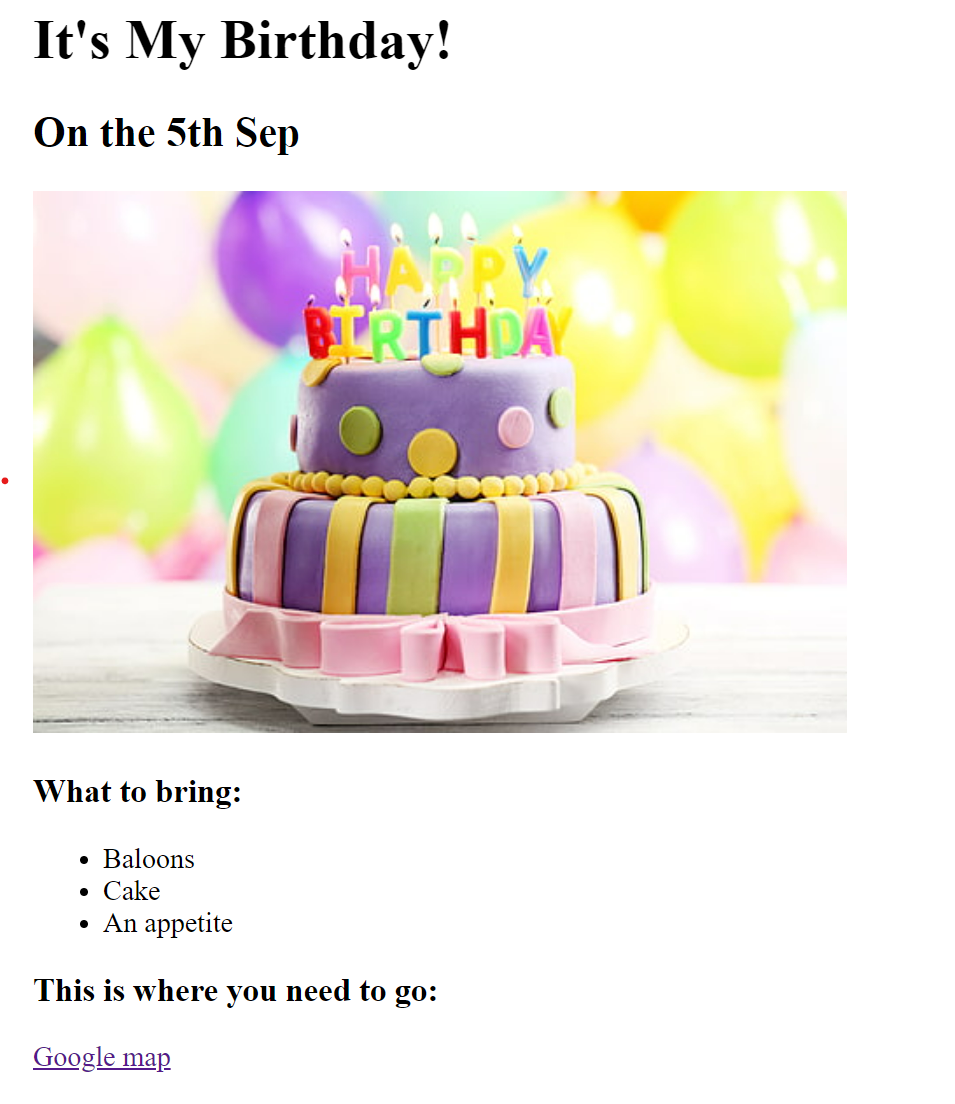 It's My Birthday!
On the 5th Sep
HAPPY
BIRTHDAY
What to bring:
Baloons
Cake
An appetite
This is where you need to go:
Google map